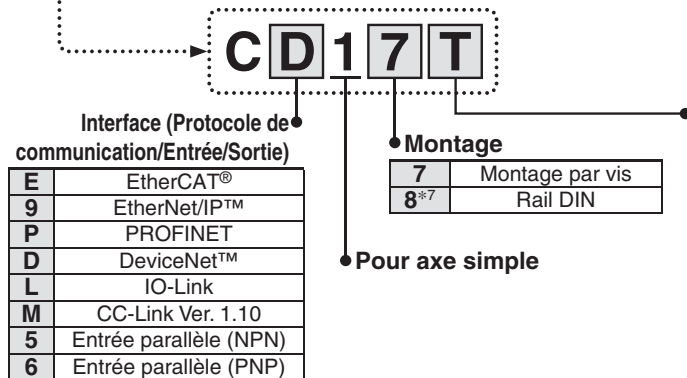 CD17T
Interface (Protocole de
communication/Entrée/Sortie)
E EtherCAT®
9 EtherNet/IP™
P PROFINET
D DeviceNet™
L IO-Link
M CC-Link Ver. 1.10
5 Entrée parallèle (NPN)
6 Entrée parallèle (PNP)
Montage
7 Montage par vis
8*7 Rail DIN
Pour axe simple